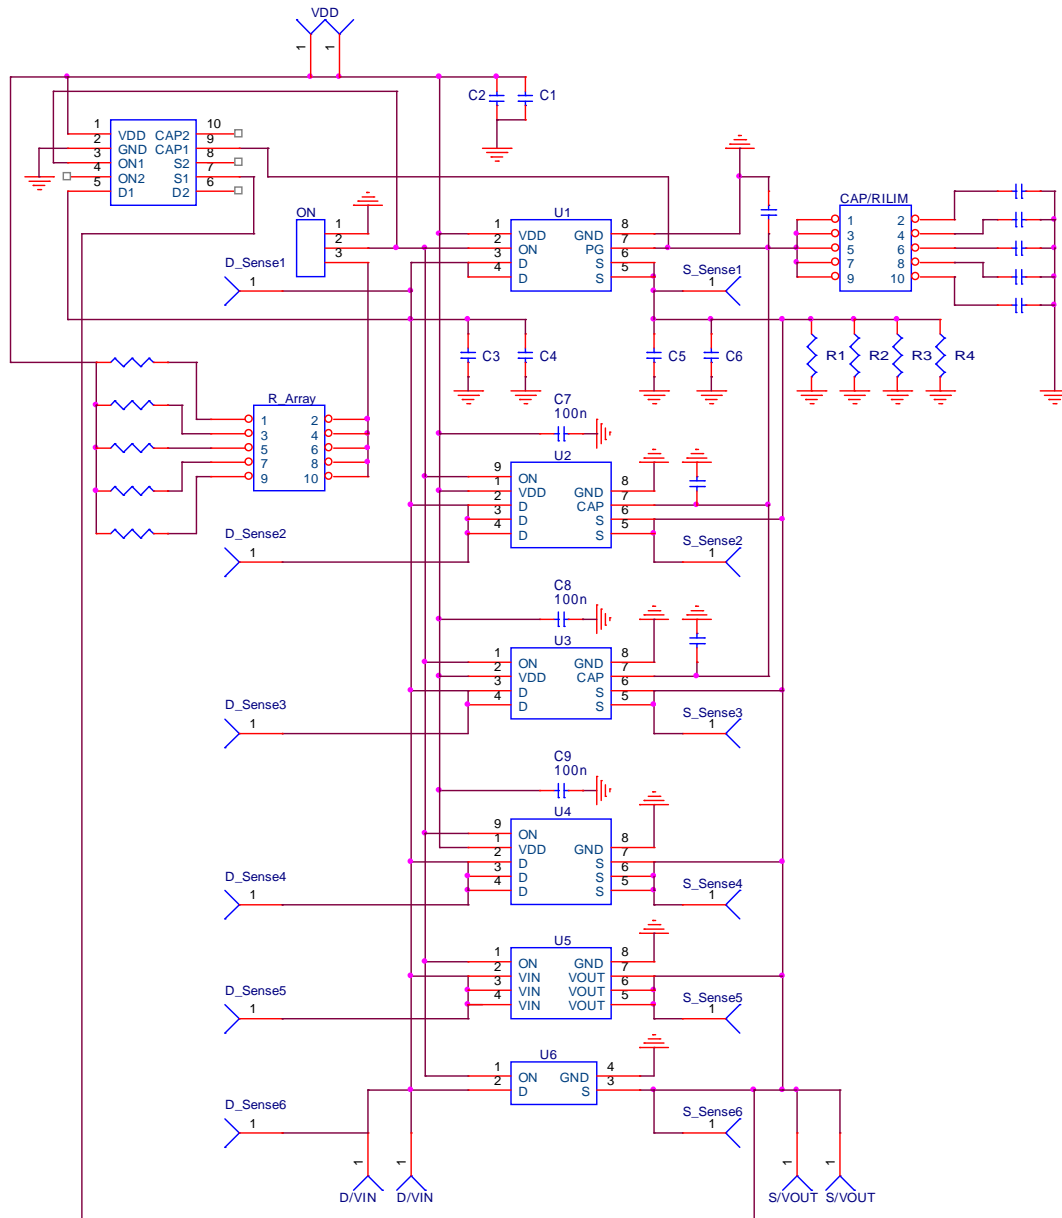 VDD
1 1
C2 C1
1 VDD CAP2 10
2 GND CAP1 9
3 ON1 S2 8
4 ON2 S1 7
5 D1 D2 6
ON
1
2
3
U1
1 VDD GND 8
2 ON PG 7
3 D S 6
4 D S 5
CAP/RILIM
1 2
3 4
5 6
7 8
9 10
D_Sense1
1
S_Sense1
1
C3 C4 C5 C6
R1 R2 R3 R4
R_Array
1 2
3 4
5 6
7 8
9 10
C7
100n
U2
9 ON
1 VDD GND 8
2 D CAP 7
3 D S 6
4 D S 5
D_Sense2
1
S_Sense2
1
C8
100n
U3
1 ON GND 8
2 VDD CAP 7
3 D S 6
4 D S 5
D_Sense3
1
S_Sense3
1
C9
100n
U4
9 ON
1 VDD GND 8
2 D S 7
3 D S 6
4 D S 5
D_Sense4
1
S_Sense4
1
U5
1 ON GND 8
2 VIN VOUT 7
3 VIN VOUT 6
4 VIN VOUT 5
D_Sense5
1
S_Sense5
1
U6
1 ON GND 4
2 D S 3
D_Sense6
1
S_Sense6
1
1 1 1 1
D/VIN D/VIN S/VOUT S/VOUT